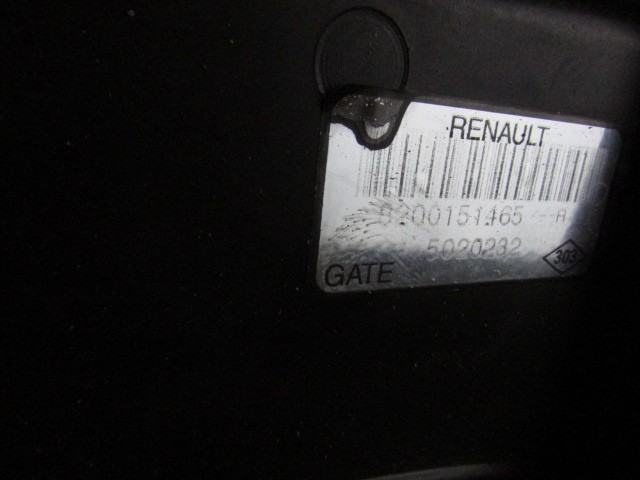 RENAULT
8200151465--A
5020232
303
GATE